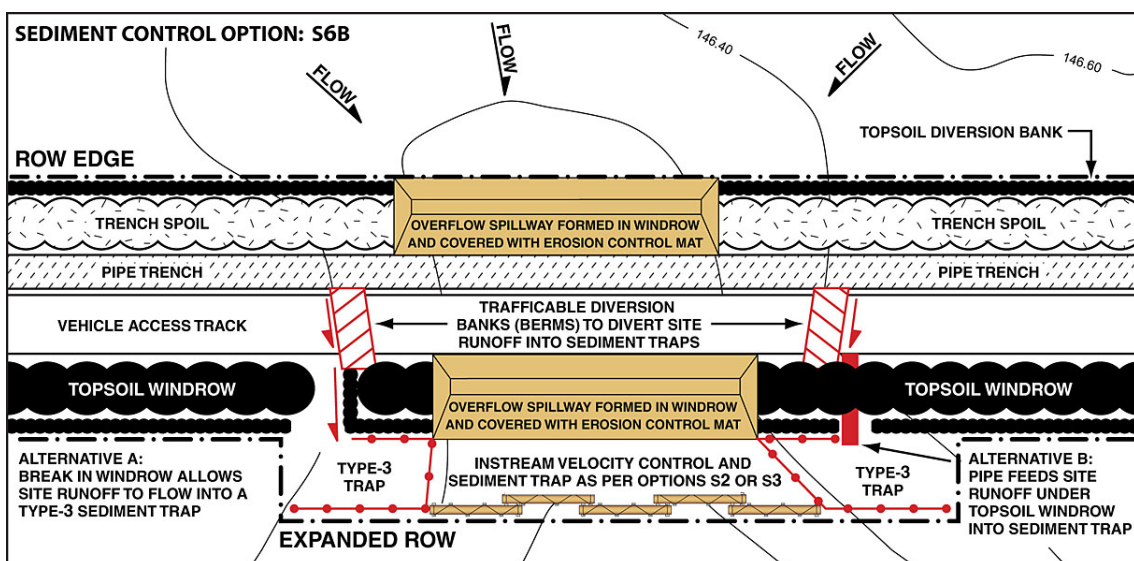 SEDIMENT CONTROL OPTION: S6B
FLOW
FLOW
FLOW
146.40
146.60
TOPSOIL DIVERSION BANK
ROW EDGE
TRENCH SPOIL
OVERFLOW SPILLWAY FORMED IN WINDROW
AND COVERED WITH EROSION CONTROL MAT
TRENCH SPOIL
PIPE TRENCH
PIPE TRENCH
VEHICLE ACCESS TRACK
TRAFFICABLE DIVERSION
BANKS (BERMS) TO DIVERT SITE
RUNOFF INTO SEDIMENT TRAPS
TOPSOIL WINDROW
OVERFLOW SPILLWAY FORMED IN WINDROW
AND COVERED WITH EROSION CONTROL MAT
TOPSOIL WINDROW
ALTERNATIVE A:
BREAK IN WINDROW ALLOWS
SITE RUNOFF TO FLOW INTO A
TYPE-3 SEDIMENT TRAP
TYPE-3
TRAP
INSTREAM VELOCITY CONTROL AND
SEDIMENT TRAP AS PER OPTIONS S2 OR S3
TYPE-3
TRAP
ALTERNATIVE B:
PIPE FEEDS SITE
RUNOFF UNDER
TOPSOIL WINDROW
INTO SEDIMENT TRAP
EXPANDED ROW